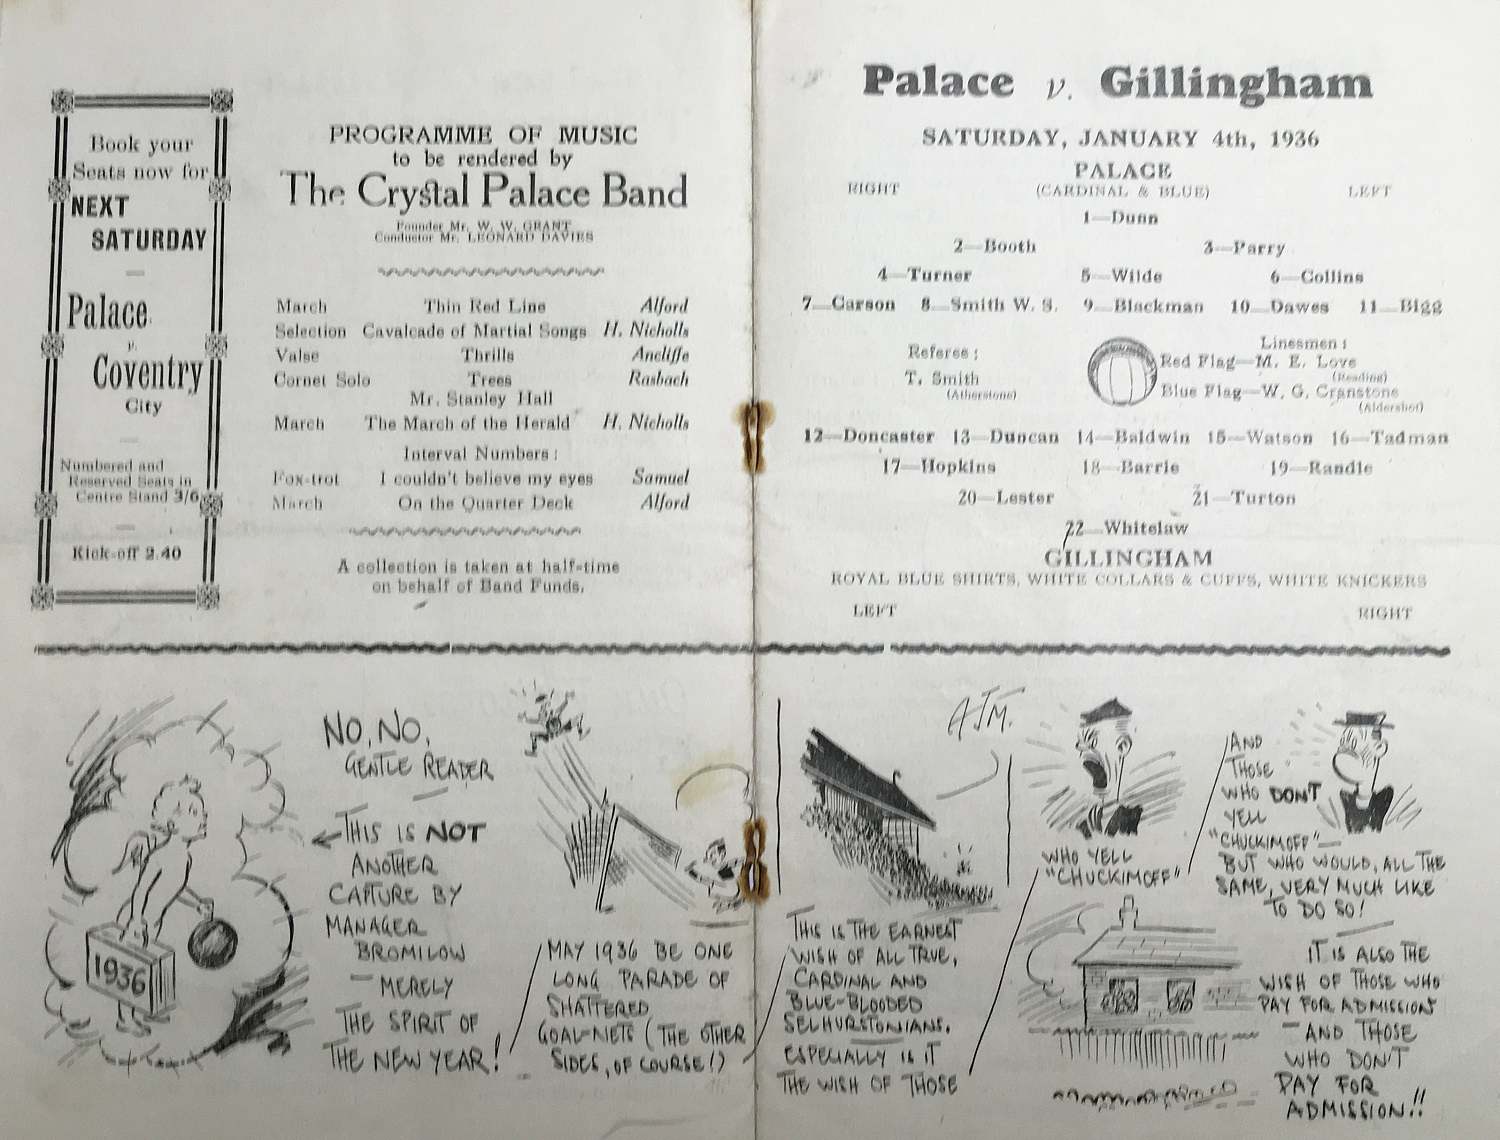 Book your
Seats now for
NEXT
SATURDAY
Palace
v.
Coventry
City
Numbered and
Reserved Seats in
Centre Stand 3/6
Kick-off 2.40
PROGRAMME OF MUSIC
to be rendered by
The Crystal Palace Band
Founder Mr. W. W. GRANT
Conductor Mr. LEONARD DAVIES
March Thin Red Line Alford
Selection Cavalcade of Martial Songs H. Nicholls
Valse Thrills Ancliffe
Cornet Solo Trees Rasbach
Mr. Stanley Hall
March The March of the Herald H. Nicholls
Interval Numbers:
Fox-trot I couldn't believe my eyes Samuel
March On the Quarter Deck Alford
A collection is taken at half-time
on behalf of Band Funds.
Palace v. Gillingham
SATURDAY, JANUARY 4th, 1936
PALACE
RIGHT (CARDINAL & BLUE) LEFT
1—Dunn
2—Booth 3—Parry
4—Turner 5—Wilde 6—Collins
7—Carson 8—Smith W. S. 9—Blackman 10—Dawes 11—Bigg
Referee: Linesmen:
T. Smith Red Flag—M. E. Love
(Atherstone) (Reading)
Blue Flag—W. G. Cranstone
(Aldershot)
12—Doncaster 13—Duncan 14—Baldwin 15—Watson 16—Tadman
17—Hopkins 18—Barrie 19—Randle
20—Lester 21—Turton
22—Whitelaw
GILLINGHAM
ROYAL BLUE SHIRTS, WHITE COLLARS & CUFFS, WHITE KNICKERS
LEFT RIGHT
1936
NO, NO,
GENTLE READER
—
THIS IS NOT
ANOTHER
CAPTURE BY
MANAGER
BROMILOW
— MERELY
THE SPIRIT OF
THE NEW YEAR!
MAY 1936 BE ONE
LONG PARADE OF
SHATTERED
GOAL-NETS (THE OTHER
SIDES, OF COURSE!)
A.J.M.
THIS IS THE EARNEST
WISH OF ALL TRUE,
CARDINAL AND
BLUE-BLOODED
SELHURSTONIANS.
ESPECIALLY IS IT
THE WISH OF THOSE
WHO YELL
"CHUCKIMOFF"
AND
THOSE
WHO DON'T
YELL
"CHUCKIMOFF"—
BUT WHO WOULD, ALL THE
SAME, VERY MUCH LIKE
TO DO SO!
IT IS ALSO THE
WISH OF THOSE WHO
PAY FOR ADMISSION
— AND THOSE
WHO DON'T
PAY FOR
ADMISSION!!